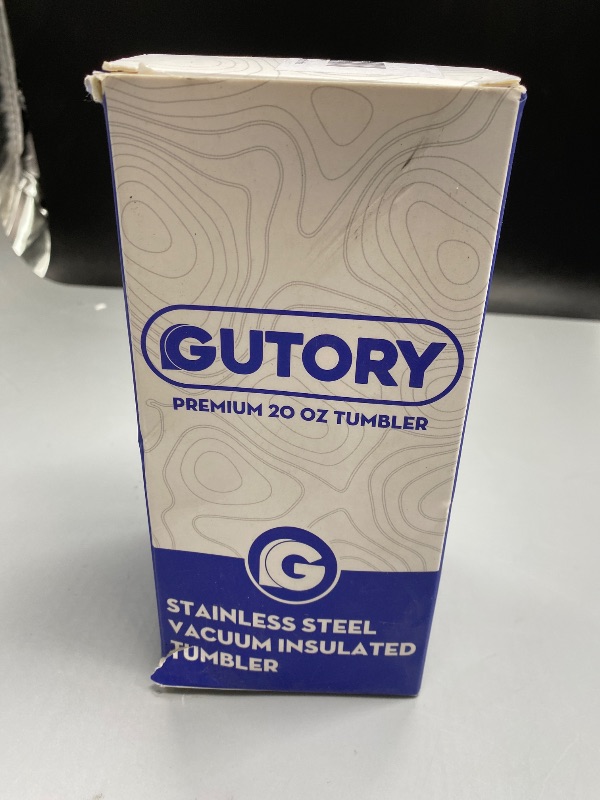 GUTORY
PREMIUM 20 OZ TUMBLER
G
STAINLESS STEEL
VACUUM INSULATED
TUMBLER